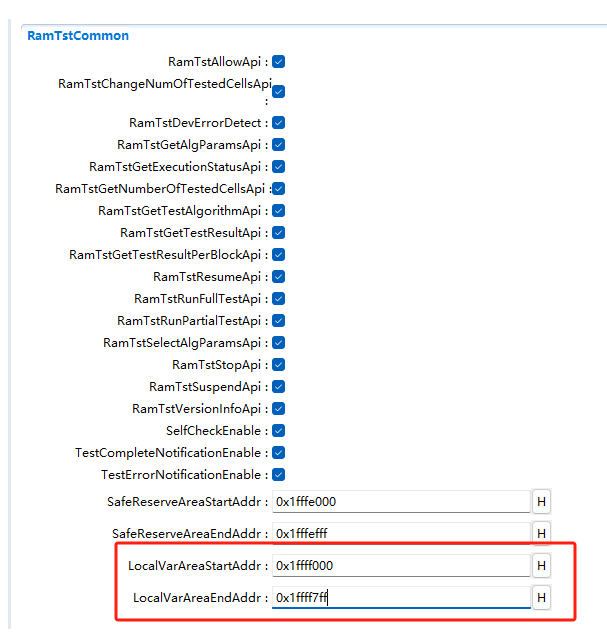 RamTstCommon
RamTstAllowApi :
RamTstChangeNumOfTestedCellsApi
:
RamTstDevErrorDetect :
RamTstGetAlgParamsApi :
RamTstGetExecutionStatusApi :
RamTstGetNumberOfTestedCellsApi :
RamTstGetTestAlgorithmApi :
RamTstGetTestResultApi :
RamTstGetTestResultPerBlockApi :
RamTstResumeApi :
RamTstRunFullTestApi :
RamTstRunPartialTestApi :
RamTstSelectAlgParamsApi :
RamTstStopApi :
RamTstSuspendApi :
RamTstVersionInfoApi :
SelfCheckEnable :
TestCompleteNotificationEnable :
TestErrorNotificationEnable :
SafeReserveAreaStartAddr : 0x1fffe000 H
SafeReserveAreaEndAddr : 0x1fffefff H
LocalVarAreaStartAddr : 0x1ffff000 H
LocalVarAreaEndAddr : 0x1ffff7ff H